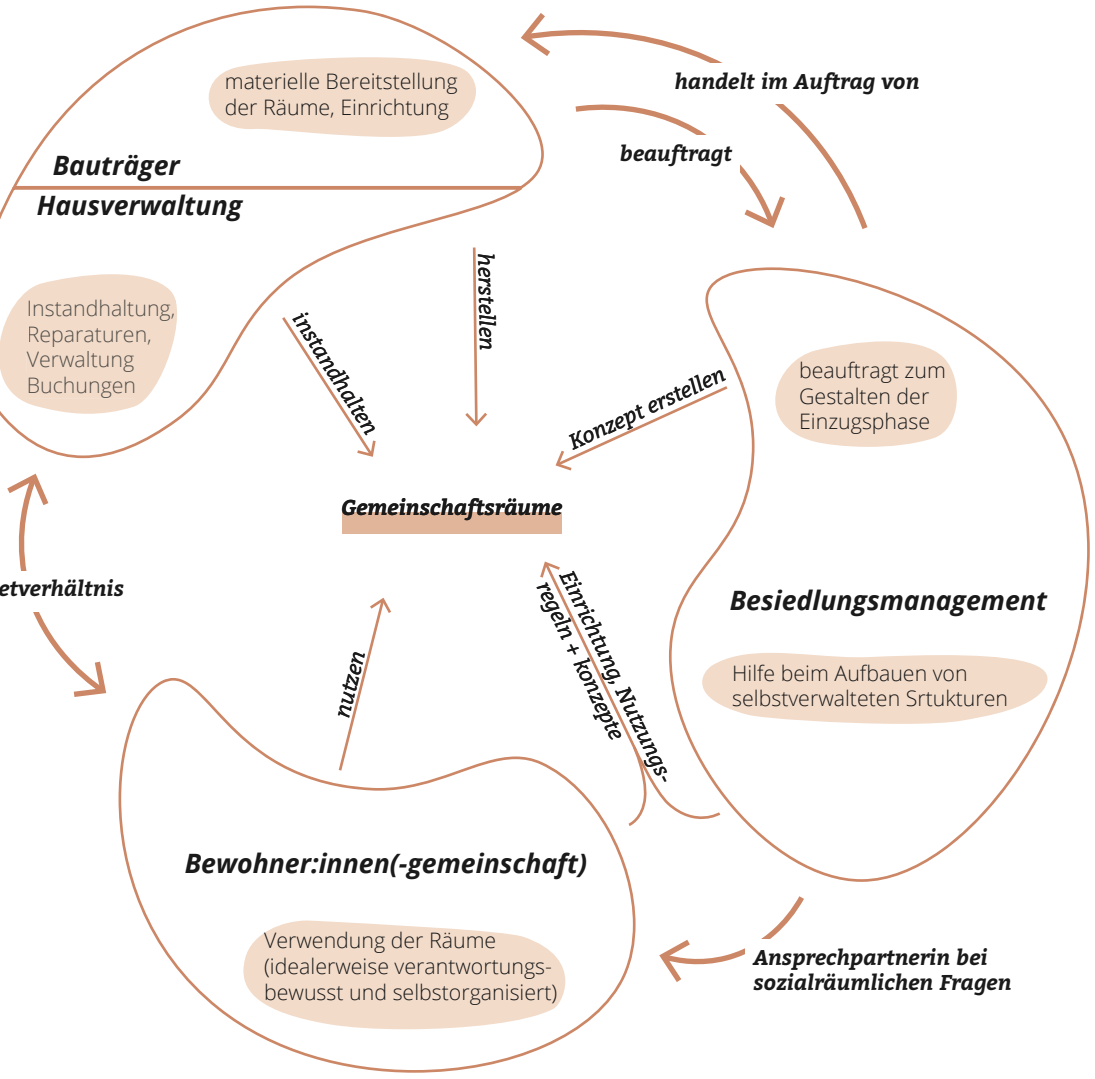 handelt im Auftrag von
materielle Bereitstellung
der Räume, Einrichtung
beauftragt
Bauträger
Hausverwaltung
herstellen
instandhalten
Instandhaltung,
Reparaturen,
Verwaltung
Buchungen
Konzept erstellen
beauftragt zum
Gestalten der
Einzugsphase
Gemeinschaftsräume
etverhältnis
Einrichtung, Nutzungs-
regeln + konzepte
Besiedlungsmanagement
nutzen
Hilfe beim Aufbauen von
selbstverwalteten Srtukturen
Bewohner:innen(-gemeinschaft)
Verwendung der Räume
(idealerweise verantwortungs-
bewusst und selbstorganisiert)
Ansprechpartnerin bei
sozialräumlichen Fragen